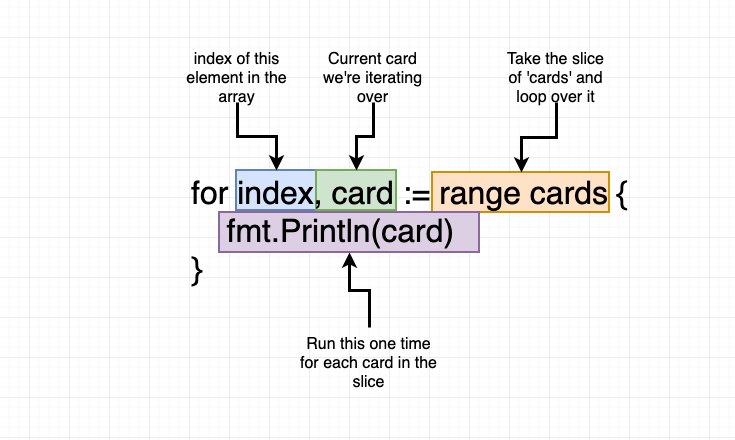 index of this
element in the
array
Current card
we're iterating
over
Take the slice
of 'cards' and
loop over it
for index, card := range cards {
fmt.Println(card)
}
Run this one time
for each card in the
slice